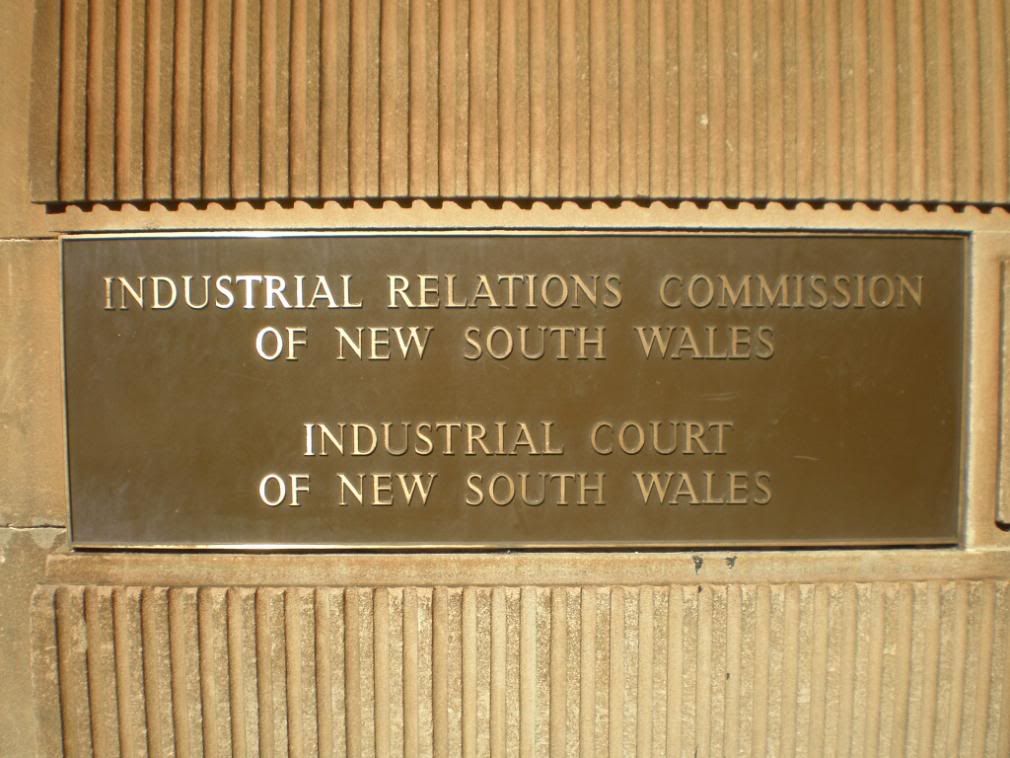 INDUSTRIAL RELATIONS COMMISSION
OF NEW SOUTH WALES
INDUSTRIAL COURT
OF NEW SOUTH WALES